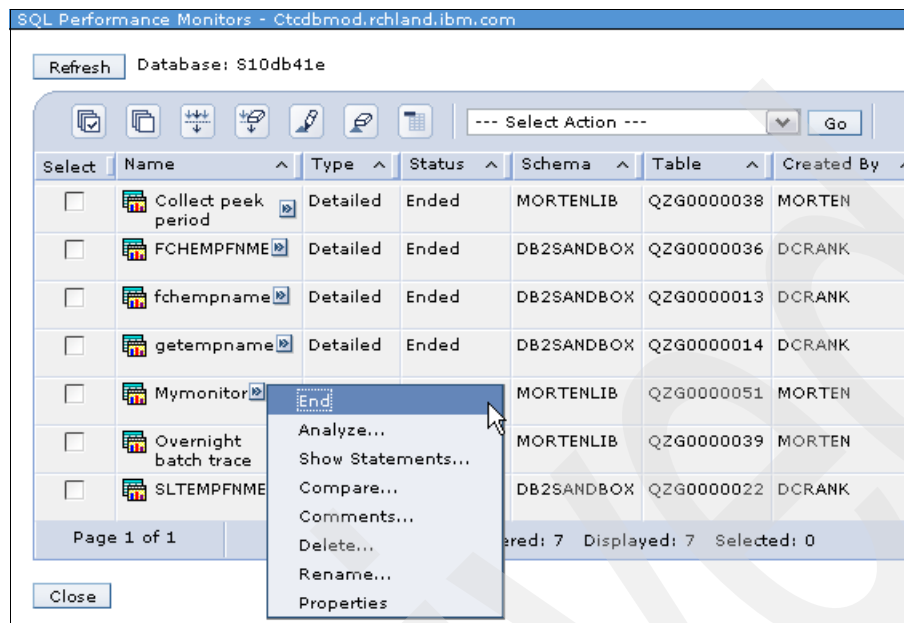 SQL Performance Monitors - Ctcdbmod.rchland.ibm.com
Refresh Database: S10db41e
--- Select Action --- Go
Select Name Type Status Schema Table Created By
Collect peek period Detailed Ended MORTENLIB QZG0000038 MORTEN
FCHEMPFNME Detailed Ended DB2SANDBOX QZG0000036 DCRANK
fchempname Detailed Ended DB2SANDBOX QZG0000013 DCRANK
getempname Detailed Ended DB2SANDBOX QZG0000014 DCRANK
Mymonitor MORTENLIB QZG0000051 MORTEN
Overnight batch trace MORTENLIB QZG0000039 MORTEN
SLTEMPFNME DB2SANDBOX QZG0000022 DCRANK
End
Analyze...
Show Statements...
Compare...
Comments...
Delete...
Rename...
Properties
Page 1 of 1 ered: 7 Displayed: 7 Selected: 0
Close